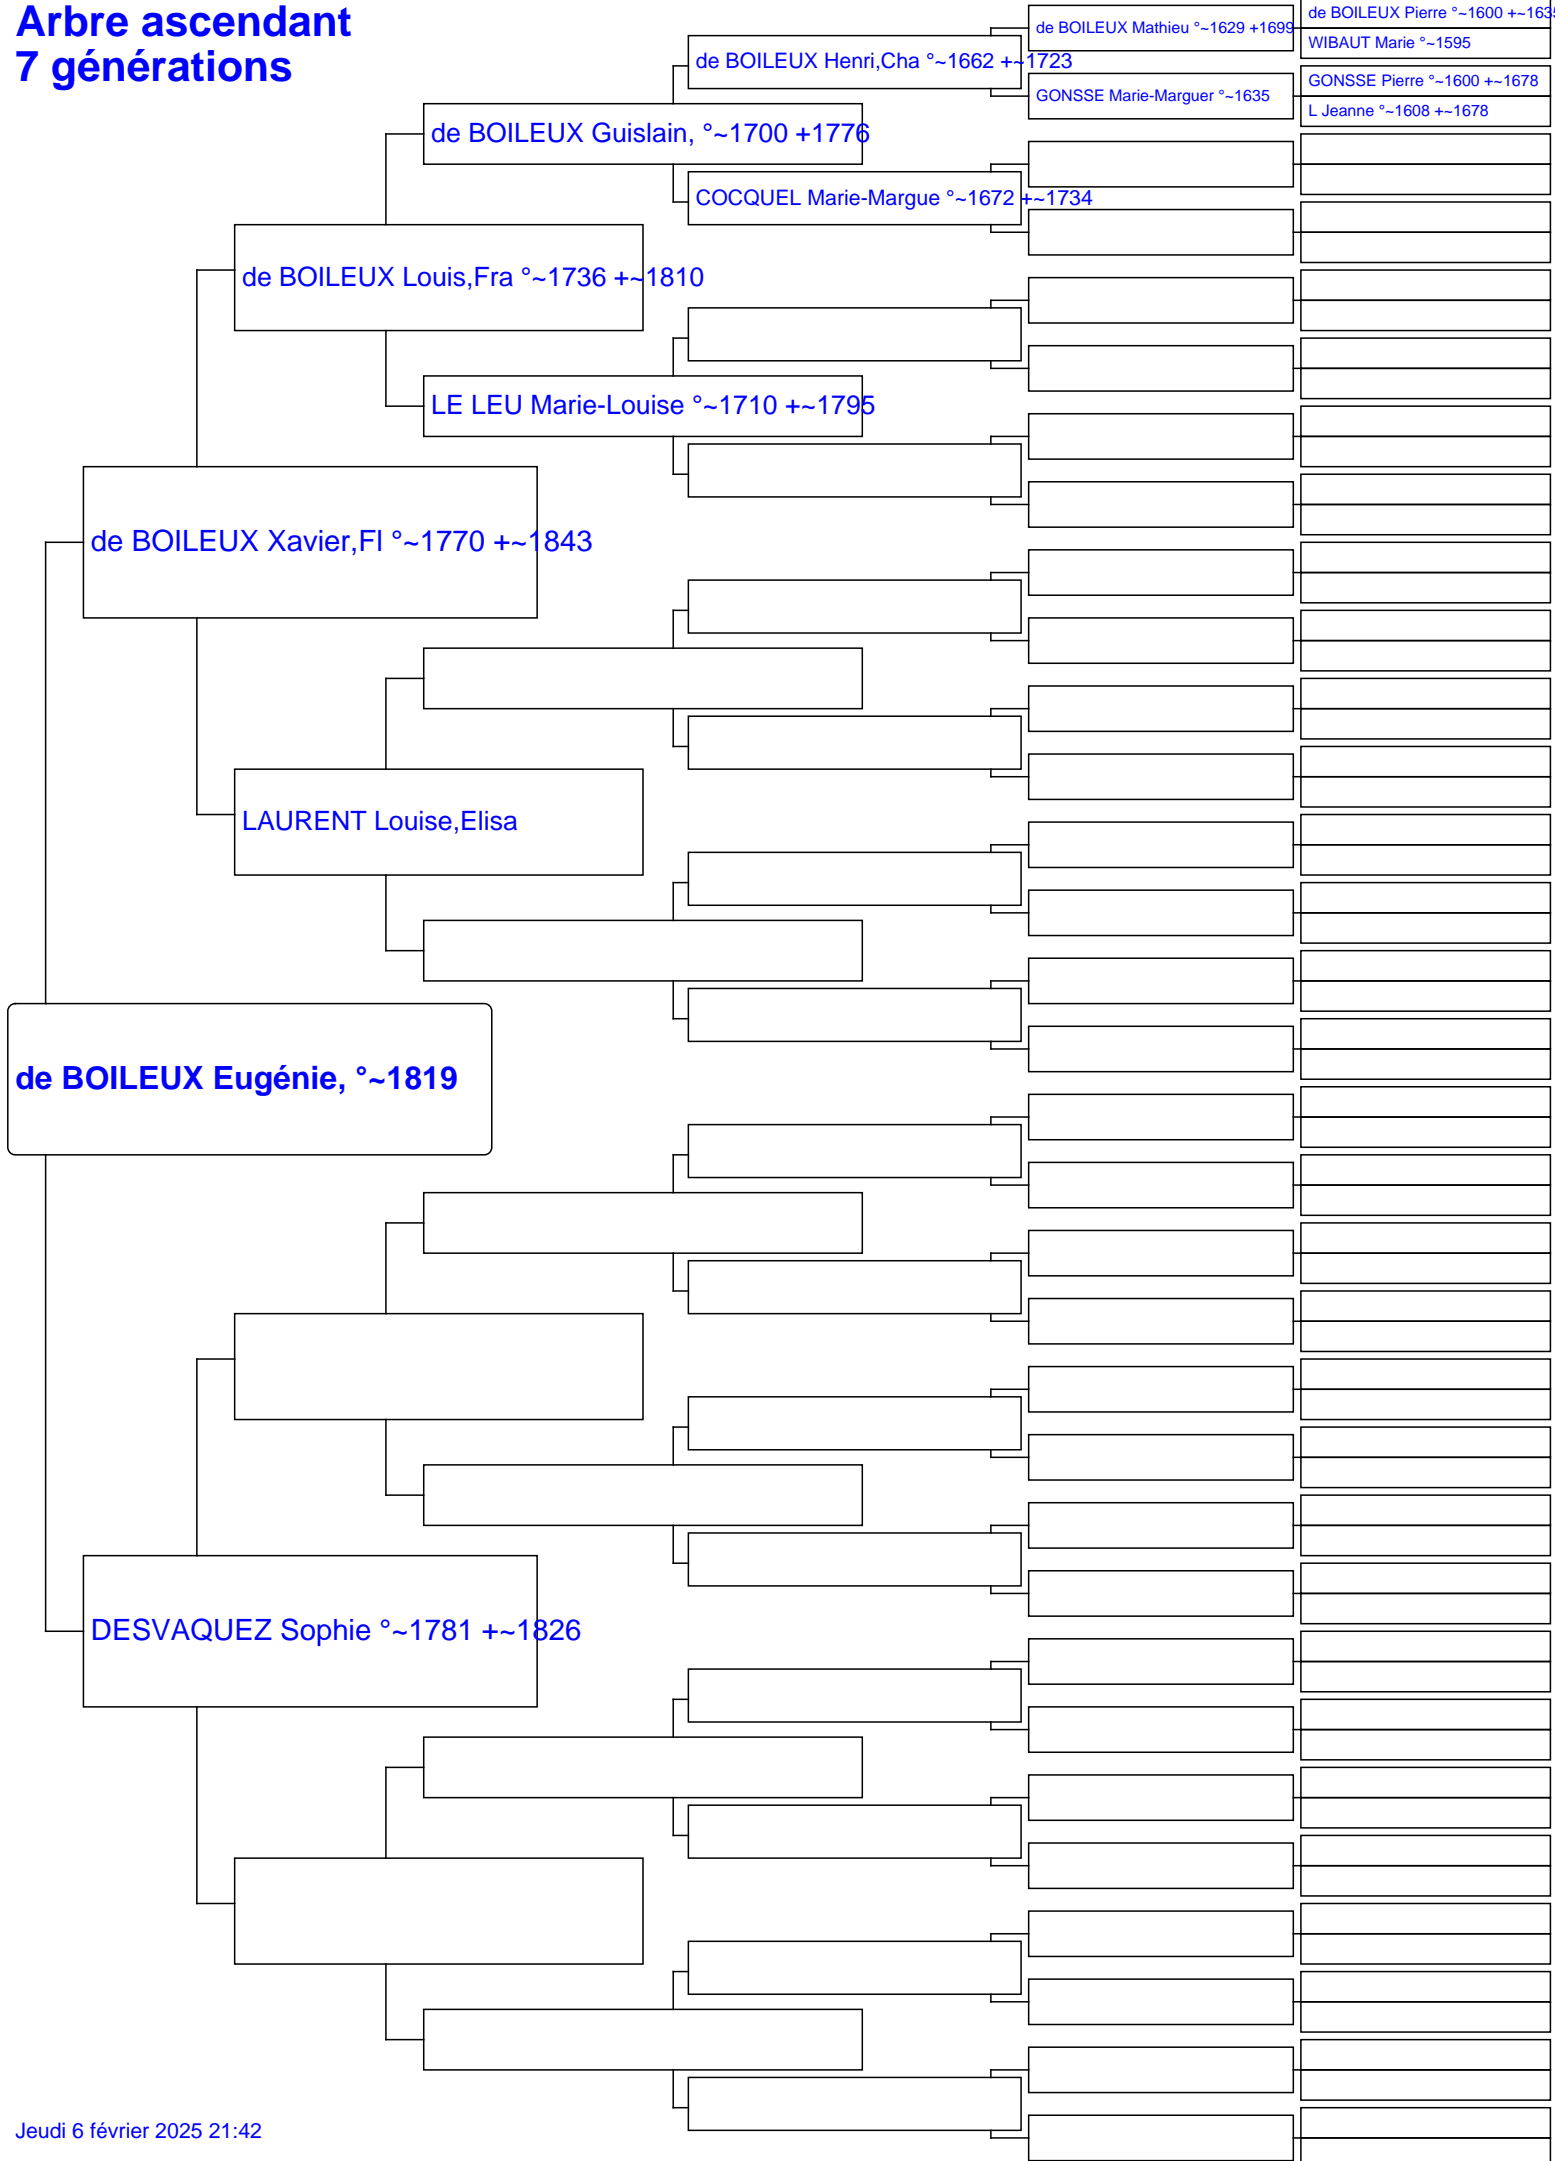 Arbre ascendant
7 générations
de BOILEUX Pierre °~1600 +~1635
de BOILEUX Mathieu °~1629 +1699
WIBAUT Marie °~1595
de BOILEUX Henri,Cha °~1662 +~1723
GONSSE Pierre °~1600 +~1678
GONSSE Marie-Marguer °~1635
L Jeanne °~1608 +~1678
de BOILEUX Guislain, °~1700 +1776
COCQUEL Marie-Margue °~1672 +~1734
de BOILEUX Louis,Fra °~1736 +~1810
LE LEU Marie-Louise °~1710 +~1795
de BOILEUX Xavier,Fl °~1770 +~1843
LAURENT Louise,Elisa
de BOILEUX Eugénie, °~1819
DESVAQUEZ Sophie °~1781 +~1826
Jeudi 6 février 2025 21:42